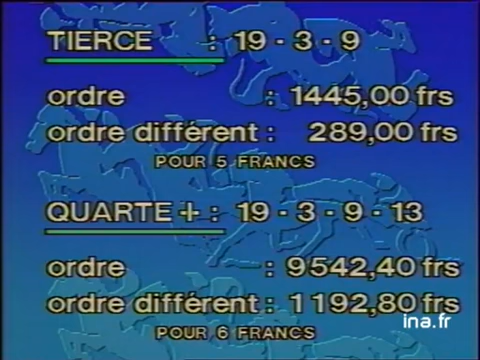 TIERCE : 19 - 3 - 9
ordre : 1445,00 frs
ordre différent : 289,00 frs
POUR 5 FRANCS
QUARTE + : 19 - 3 - 9 - 13
ordre : 9542,40 frs
ordre différent : 1192,80 frs
POUR 6 FRANCS
ina.fr